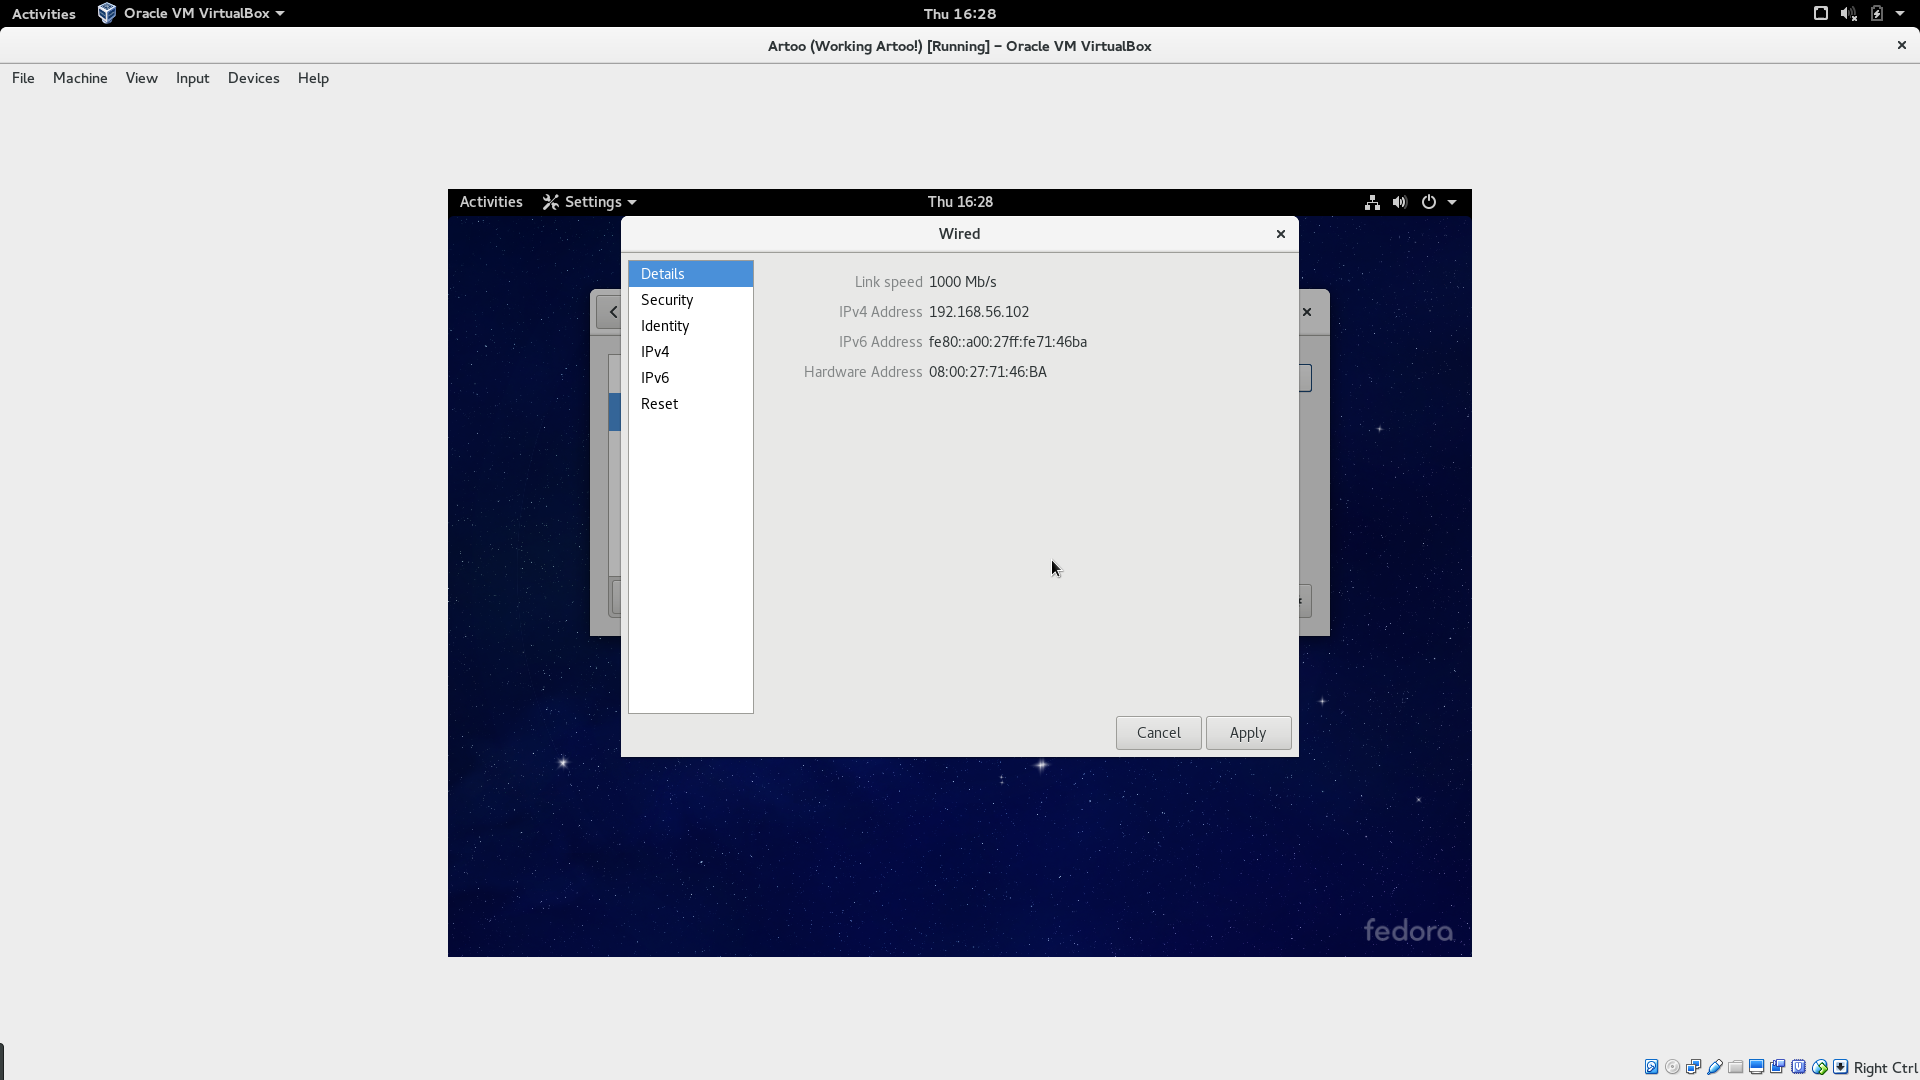 Activities Oracle VM VirtualBox Thu 16:28
Artoo (Working Artoo!) [Running] – Oracle VM VirtualBox
File Machine View Input Devices Help
Activities Settings Thu 16:28
Wired
Details
Security
Identity
IPv4
IPv6
Reset
Link speed 1000 Mb/s
IPv4 Address 192.168.56.102
IPv6 Address fe80::a00:27ff:fe71:46ba
Hardware Address 08:00:27:71:46:BA
Cancel Apply
fedora
Right Ctrl